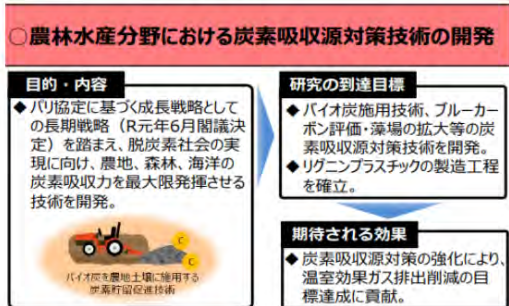 ○農林水産分野における炭素吸収源対策技術の開発
目的・内容
◆パリ協定に基づく成長戦略として
の長期戦略（R元年6月閣議決
定）を踏まえ、脱炭素社会の実
現に向け、農地、森林、海洋の
炭素吸収力を最大限発揮させる
技術を開発。
C
C
バイオ炭を農地土壌に施用する
炭素貯留促進技術
研究の到達目標
◆バイオ炭施用技術、ブルーカー
ボン評価・藻場の拡大等の炭
素吸収源対策技術を開発。
◆リグニンプラスチックの製造工程
を確立。
期待される効果
◆炭素吸収源対策の強化により、
温室効果ガス排出削減の目
標達成に貢献。